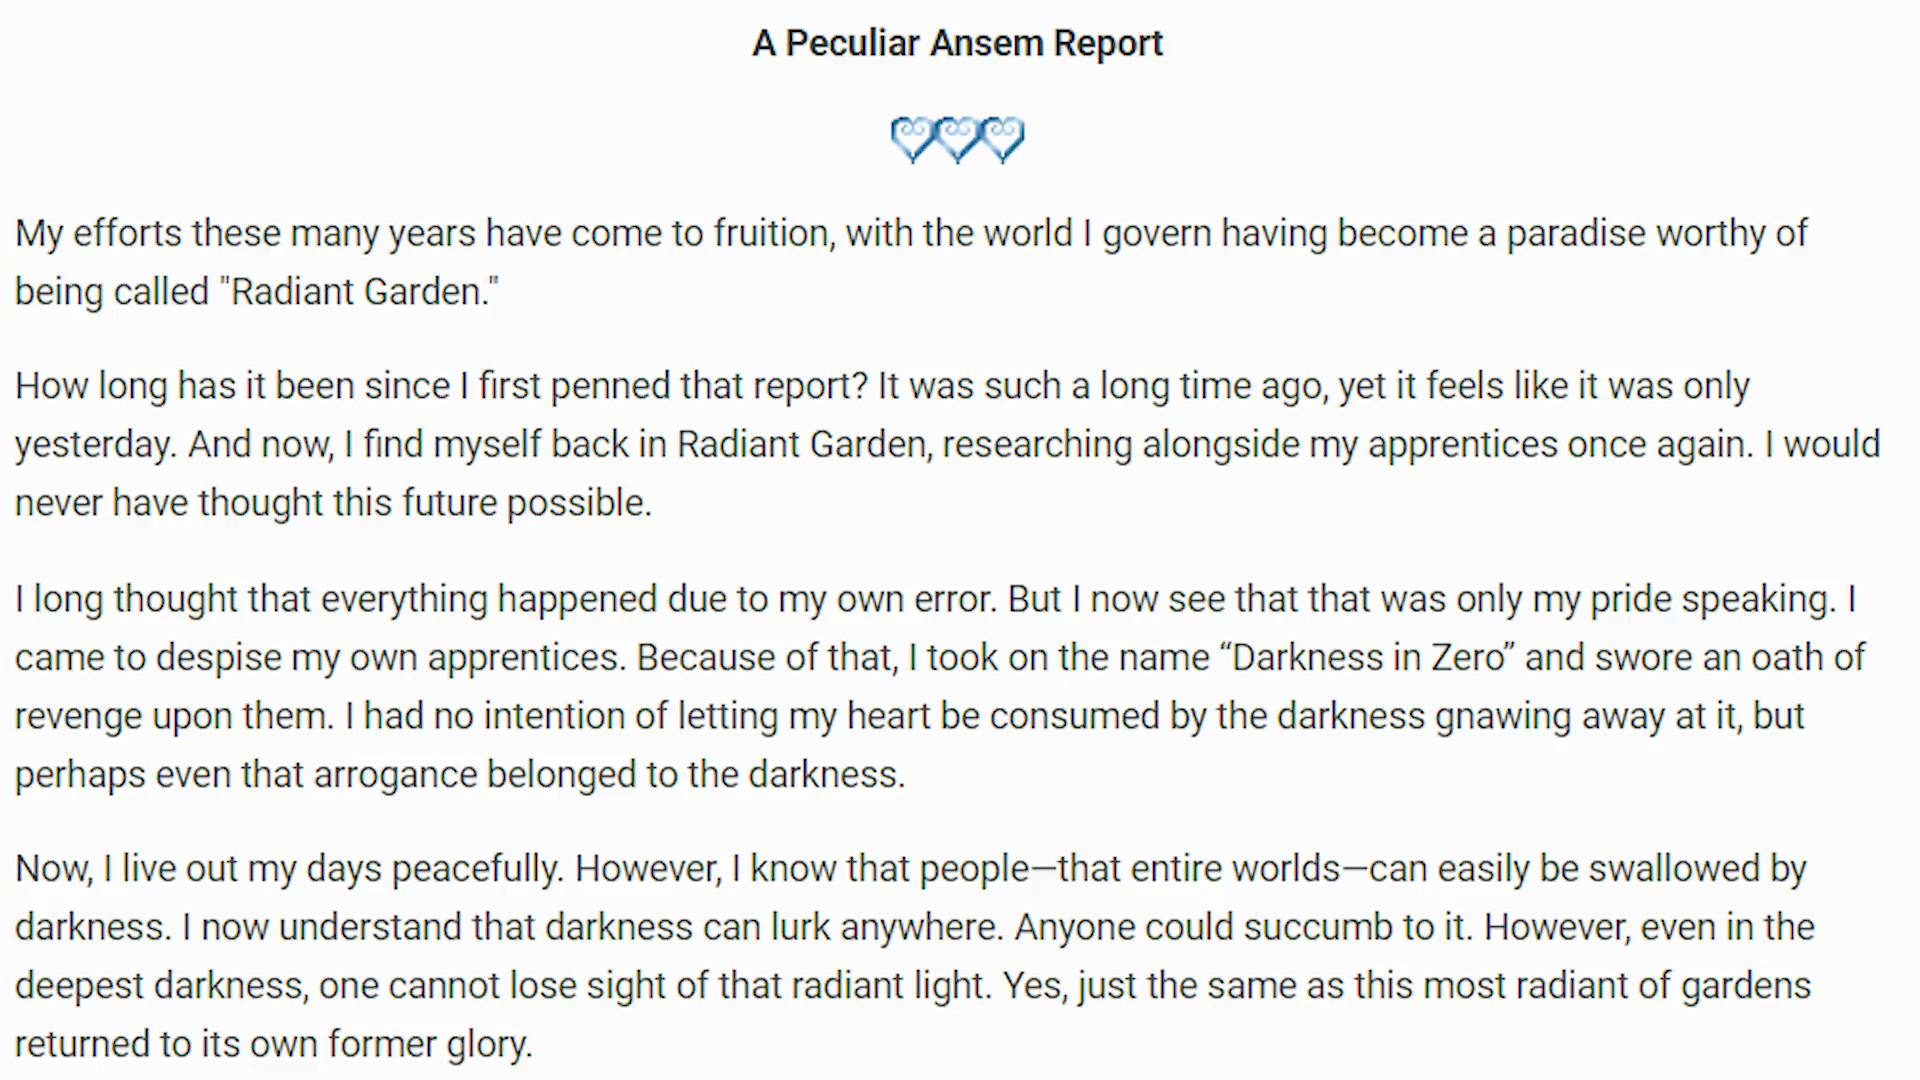 A Peculiar Ansem Report
My efforts these many years have come to fruition, with the world I govern having become a paradise worthy of
being called "Radiant Garden."
How long has it been since I first penned that report? It was such a long time ago, yet it feels like it was only
yesterday. And now, I find myself back in Radiant Garden, researching alongside my apprentices once again. I would
never have thought this future possible.
I long thought that everything happened due to my own error. But I now see that that was only my pride speaking. I
came to despise my own apprentices. Because of that, I took on the name “Darkness in Zero” and swore an oath of
revenge upon them. I had no intention of letting my heart be consumed by the darkness gnawing away at it, but
perhaps even that arrogance belonged to the darkness.
Now, I live out my days peacefully. However, I know that people—that entire worlds—can easily be swallowed by
darkness. I now understand that darkness can lurk anywhere. Anyone could succumb to it. However, even in the
deepest darkness, one cannot lose sight of that radiant light. Yes, just the same as this most radiant of gardens
returned to its own former glory.